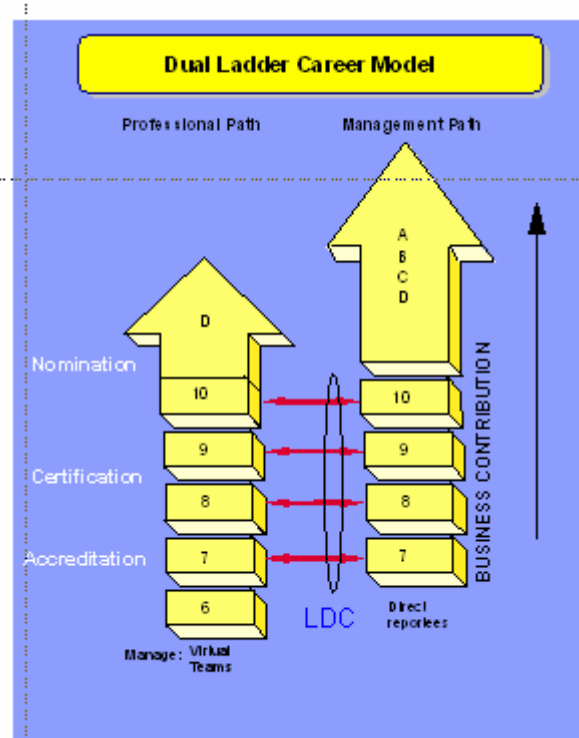 Dual Ladder Career Model
Professional Path
Management Path
A
B
C
D
D
Nomination
10
10
9
9
Certification
8
8
Accreditation
7
7
6
BUSINESS CONTRIBUTION
LDC
Direct
reportees
Manage: Virtual
Teams